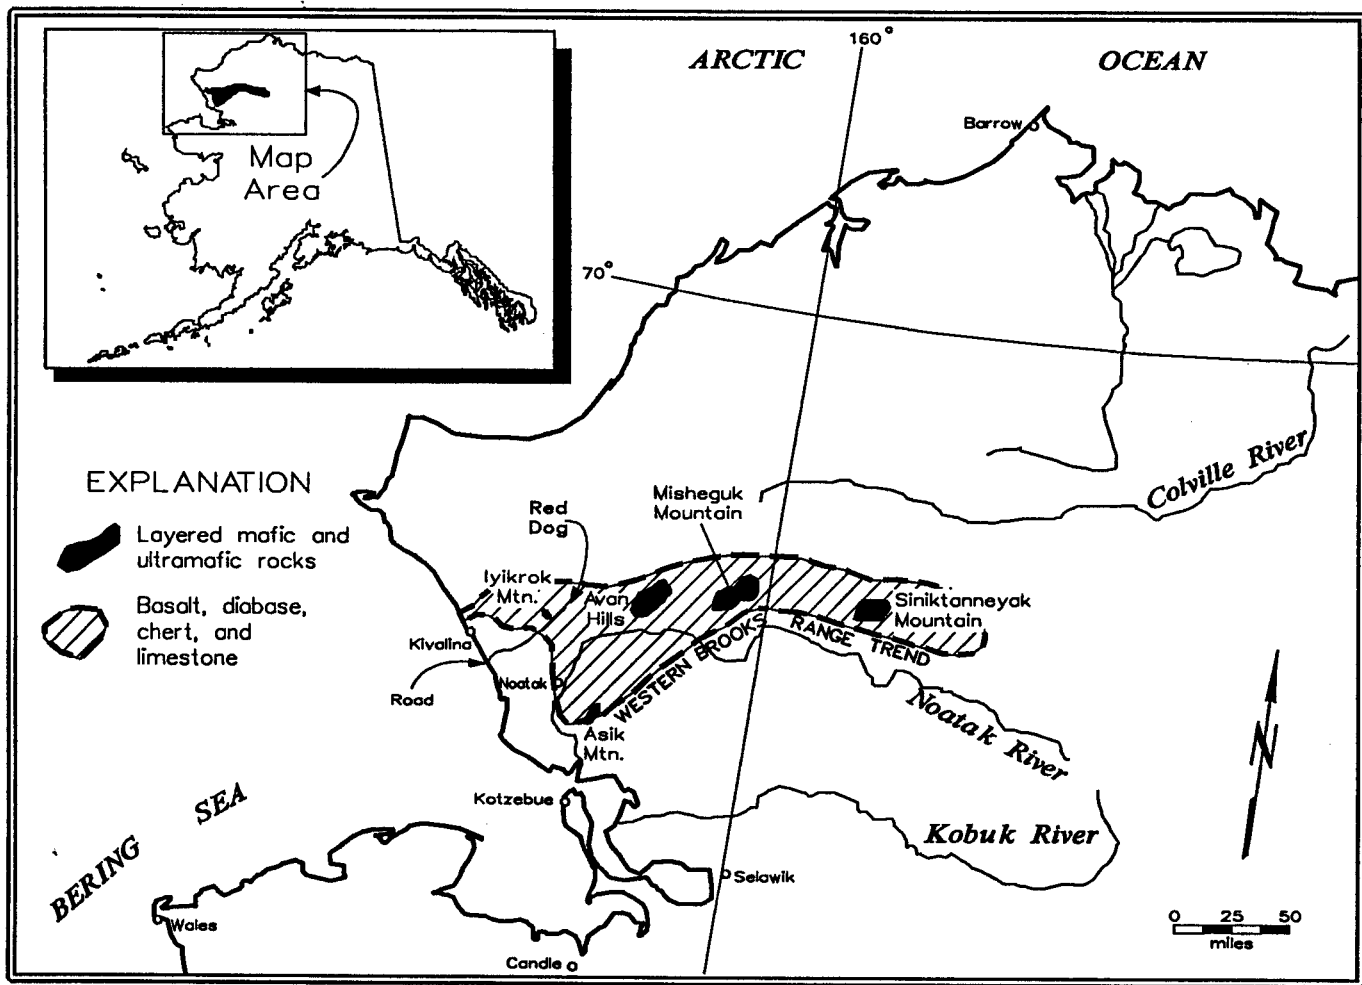 ARCTIC
160°
OCEAN
Barrow
Map
Area
70°
EXPLANATION
Layered mafic and
ultramafic rocks
Basalt, diabase,
chert, and
limestone
Colville River
Misheguk
Mountain
Red
Dog
Iyikrok
Mtn.
Avan
Hills
Siniktanneyak
Mountain
Kivalina
WESTERN BROOKS RANGE TREND
Noatak
Road
Noatak River
Asik
Mtn.
N
BERING SEA
Kotzebue
Kobuk River
Selawik
Wales
0 25 50
miles
Candle